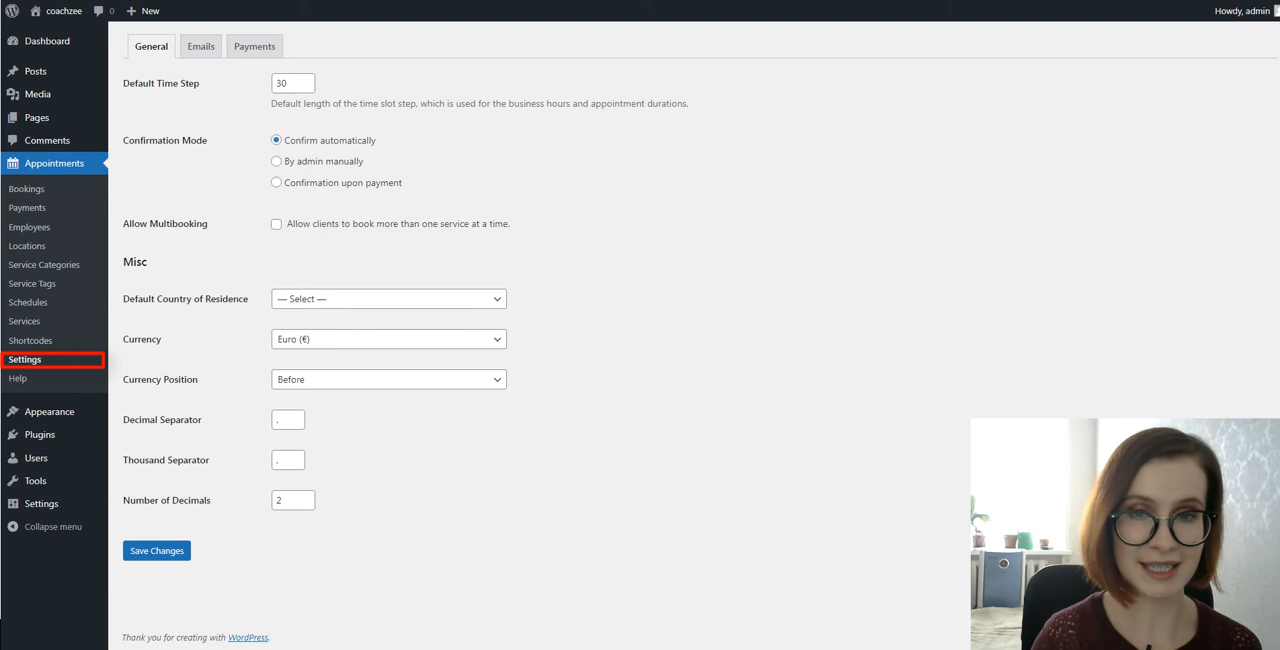 coachzee 0 New Howdy, admin
Dashboard
Posts
Media
Pages
Comments
Appointments
Bookings
Payments
Employees
Locations
Service Categories
Service Tags
Schedules
Services
Shortcodes
Settings
Help
Appearance
Plugins
Users
Tools
Settings
Collapse menu
General Emails Payments
Default Time Step 30
Default length of the time slot step, which is used for the business hours and appointment durations.
Confirmation Mode Confirm automatically
By admin manually
Confirmation upon payment
Allow Multibooking Allow clients to book more than one service at a time.
Misc
Default Country of Residence — Select —
Currency Euro (€)
Currency Position Before
Decimal Separator .
Thousand Separator ,
Number of Decimals 2
Save Changes
Thank you for creating with WordPress.